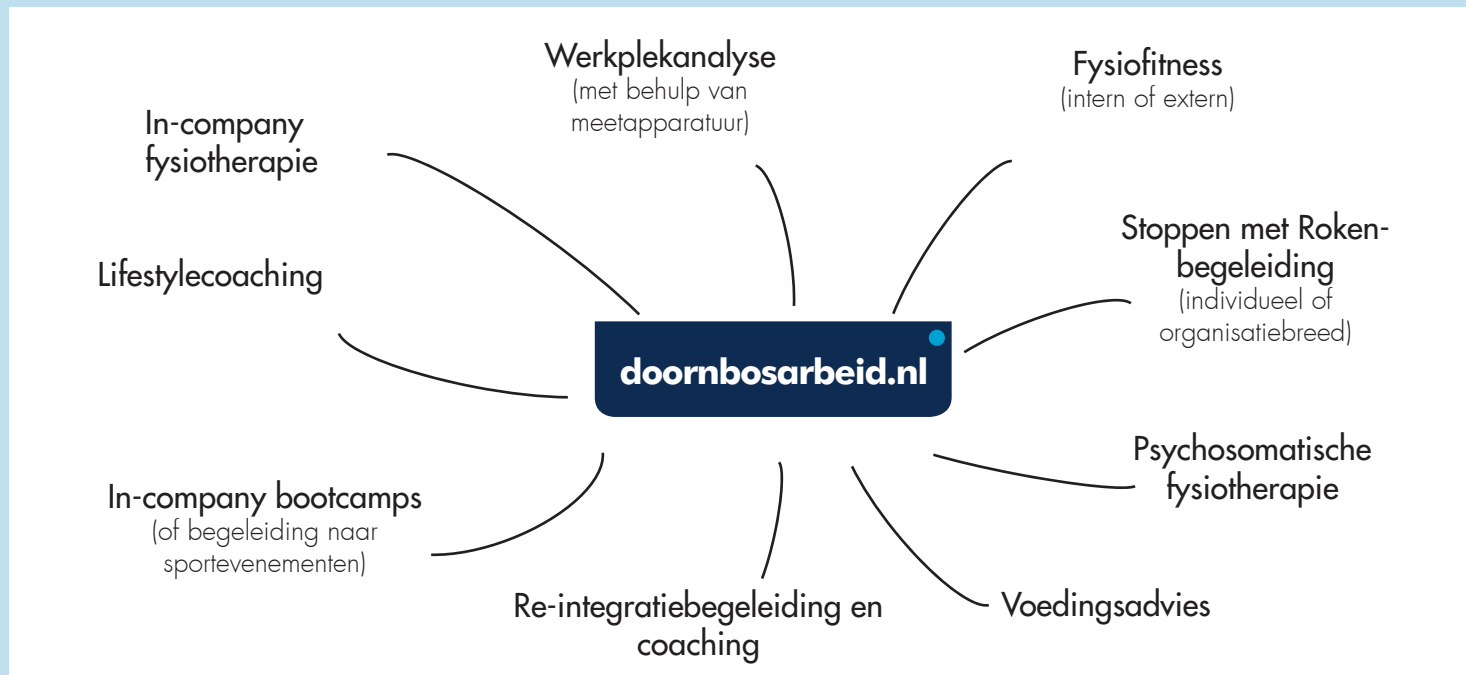 Werkplekanalyse
(met behulp van
meetapparatuur)
Fysiofitness
(intern of extern)
In-company
fysiotherapie
Stoppen met Roken-
begeleiding
(individueel of
organisatiebreed)
Lifestylecoaching
doornbosarbeid.nl
Psychosomatische
fysiotherapie
In-company bootcamps
(of begeleiding naar
sportevenementen)
Re-integratiebegeleiding en
coaching
Voedingsadvies